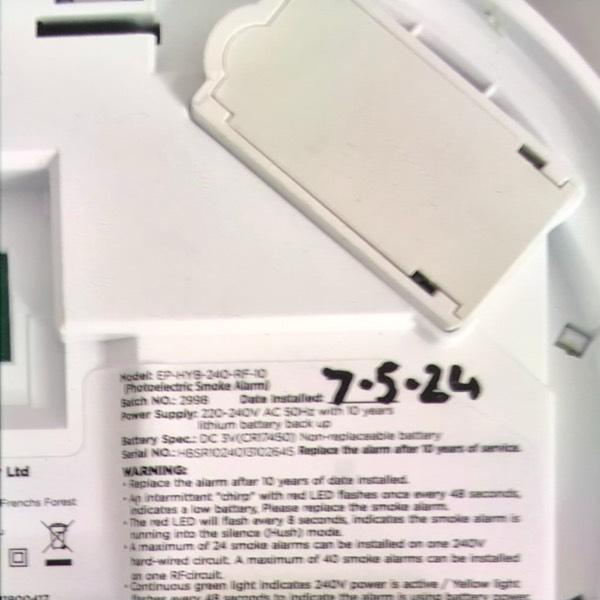 Model: EP-HYB-240-RF-10
(Photoelectric Smoke Alarm)
Batch NO.: 2998 Date Installed: 7.5.24
Power Supply: 220-240V AC 50Hz with 10 years
lithium battery back up
Battery Spec.: DC 3V(CR17450) Non-replaceable battery
Serial NO.: HBSR1024013102645 Replace the alarm after 10 years of service.
WARNING:
• Replace the alarm after 10 years of date installed.
• An intermittent "chirp" with red LED flashes once every 48 seconds,
indicates a low battery, Please replace the smoke alarm.
• The red LED will flash every 8 seconds, indicates the smoke alarm is
running into the silence (Hush) mode.
• A maximum of 24 smoke alarms can be installed on one 240V
hard-wired circuit. A maximum of 40 smoke alarms can be installed
on one RFcircuit.
• Continuous green light indicates 240V power is active / Yellow light
flashes every 48 seconds to indicate the alarm is using battery power.
Ltd
Frenchs Forest